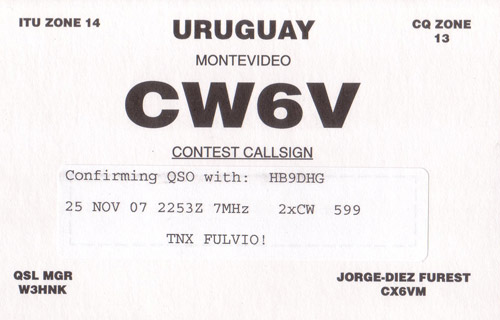 ITU ZONE 14
URUGUAY
CQ ZONE
13
MONTEVIDEO
CW6V
CONTEST CALLSIGN
Confirming QSO with: HB9DHG
25 NOV 07 2253Z 7MHz 2xCW 599
TNX FULVIO!
QSL MGR
W3HNK
JORGE-DIEZ FUREST
CX6VM